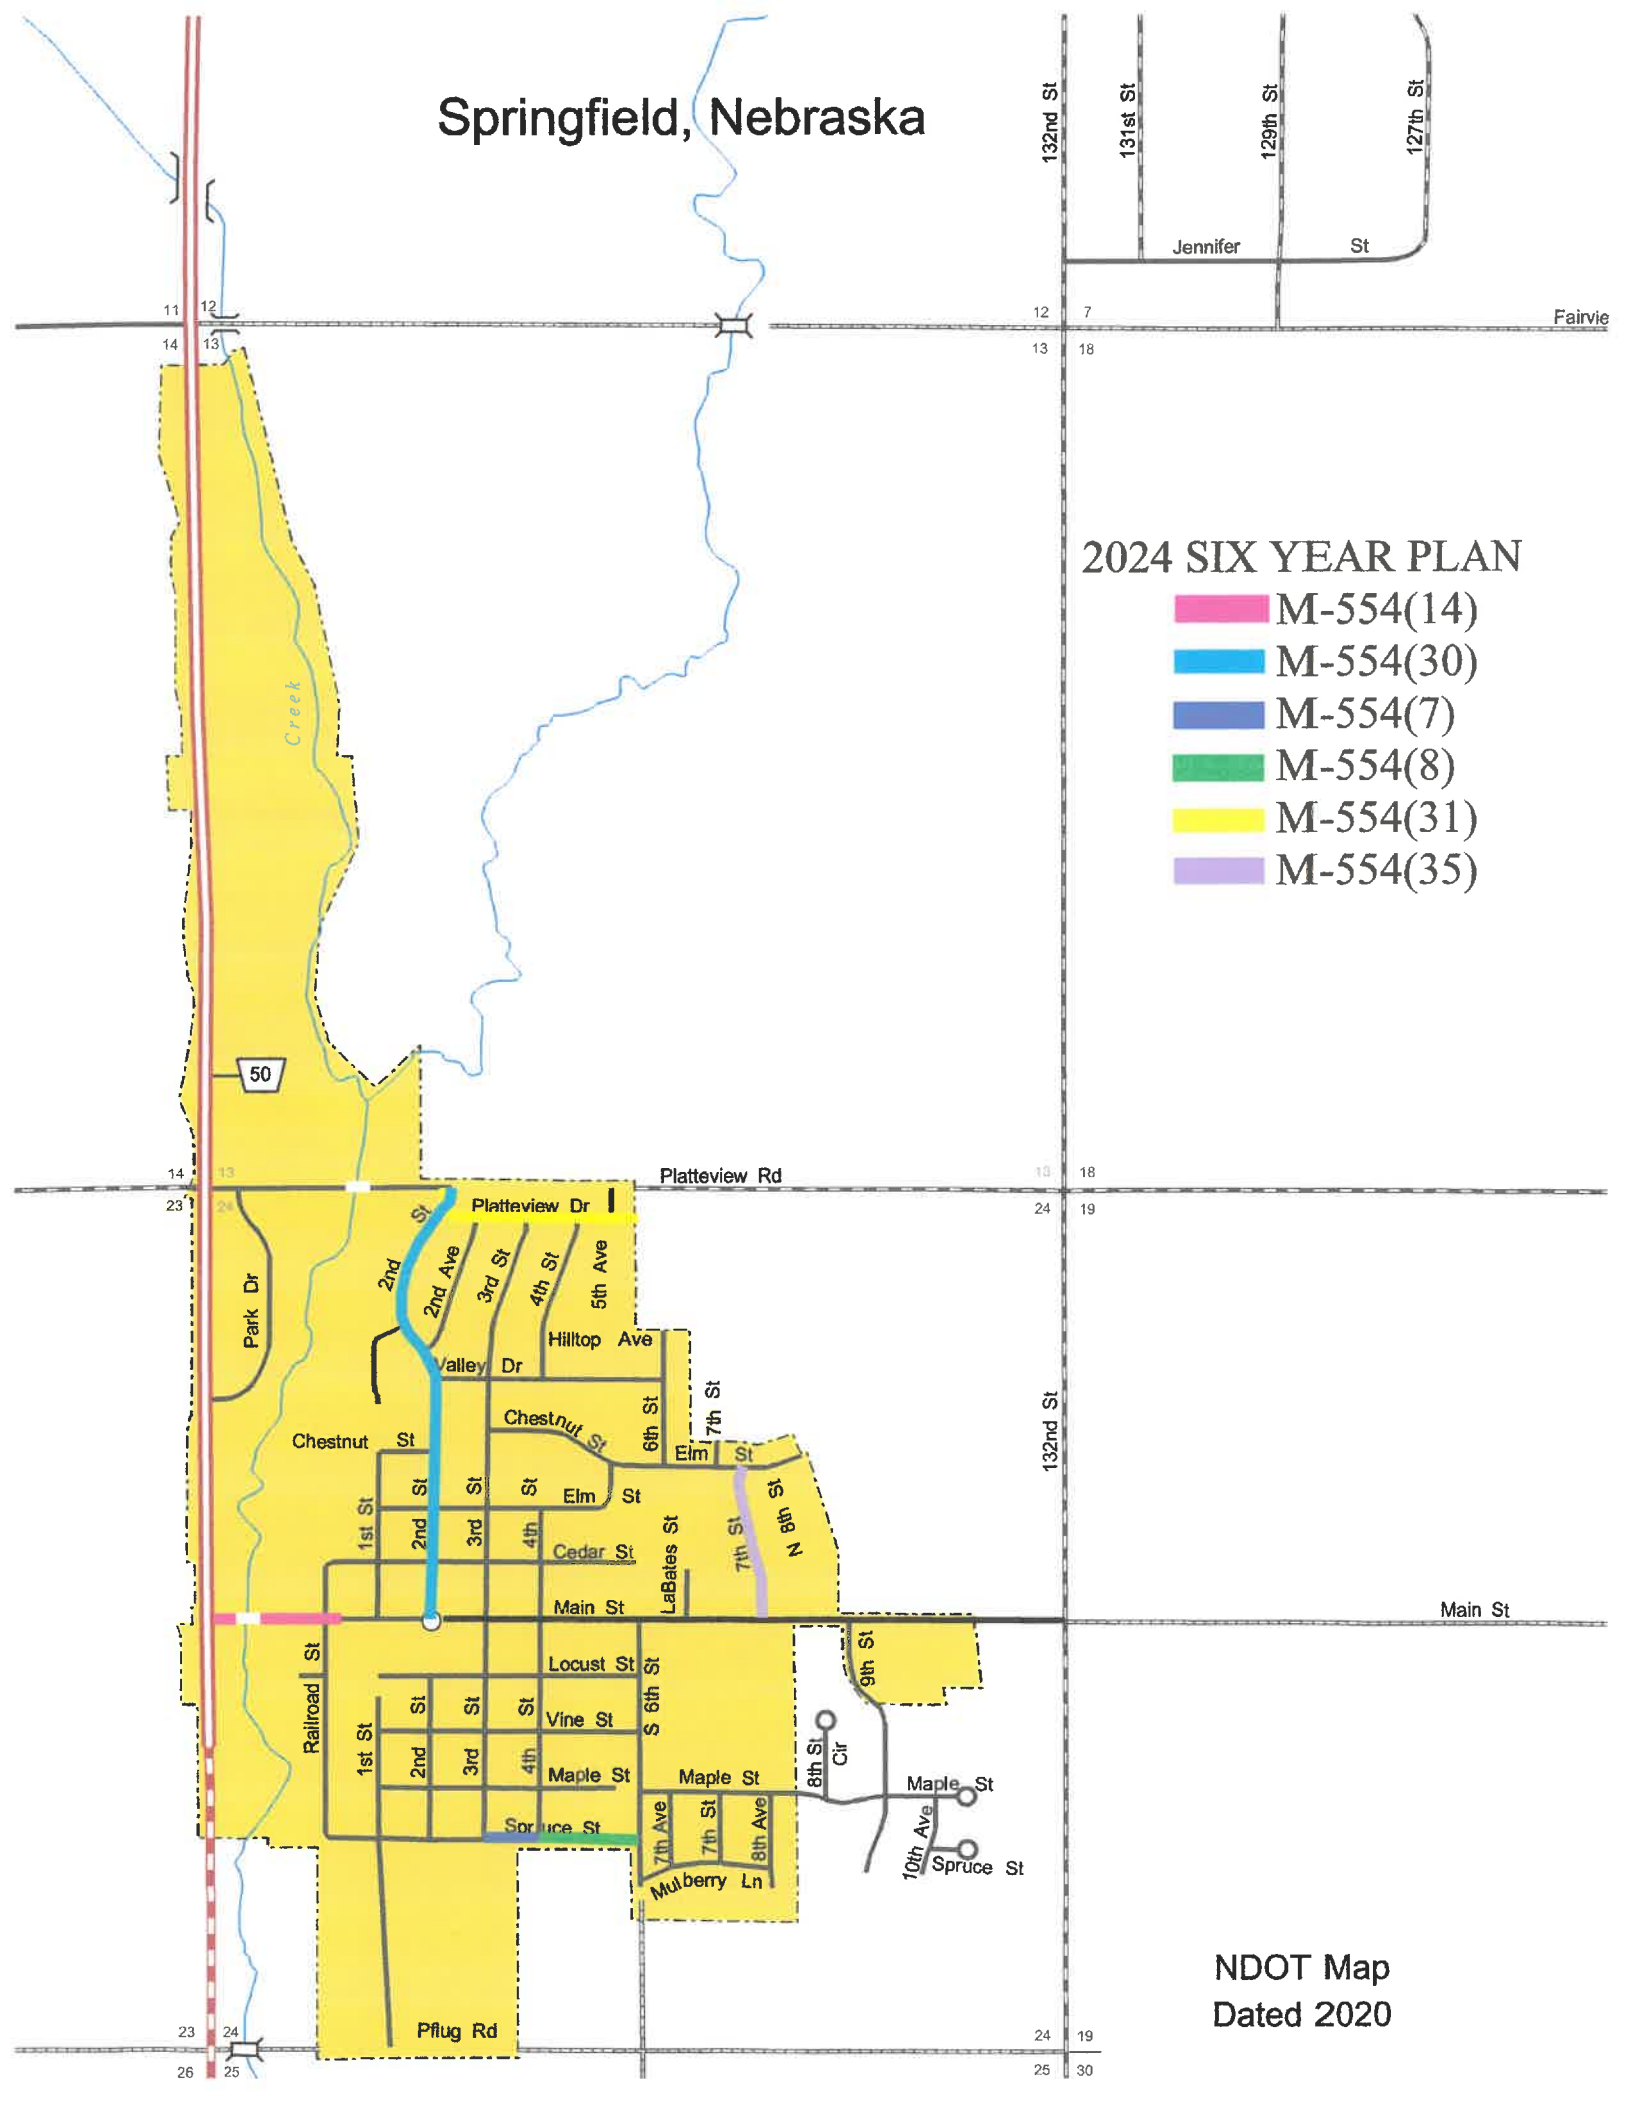 Springfield, Nebraska
132nd St
131st St
129th St
127th St
Jennifer St
11 12
14 13
12 7
13 18
Fairvie
2024 SIX YEAR PLAN
M-554(14)
M-554(30)
M-554(7)
M-554(8)
M-554(31)
M-554(35)
Creek
50
14 13
23 24
Platteview Rd
13 18
24 19
Platteview Dr
2nd St
2nd Ave
3rd St
4th St
5th Ave
Park Dr
Hilltop Ave
Valley Dr
Chestnut St
Chestnut St
6th St
7th St
132nd St
Elm St
Elm St
1st St
2nd St
3rd St
4th St
Cedar St
LaBates St
7th St
N 8th St
Main St
Main St
Locust St
Railroad St
S 6th St
9th St
Vine St
1st St
2nd St
3rd St
4th St
8th St Cir
Maple St
Maple St
Maple St
Spruce St
7th Ave
7th St
8th Ave
10th Ave
Spruce St
Mulberry Ln
NDOT Map
Dated 2020
Pflug Rd
23 24
26 25
24 19
25 30